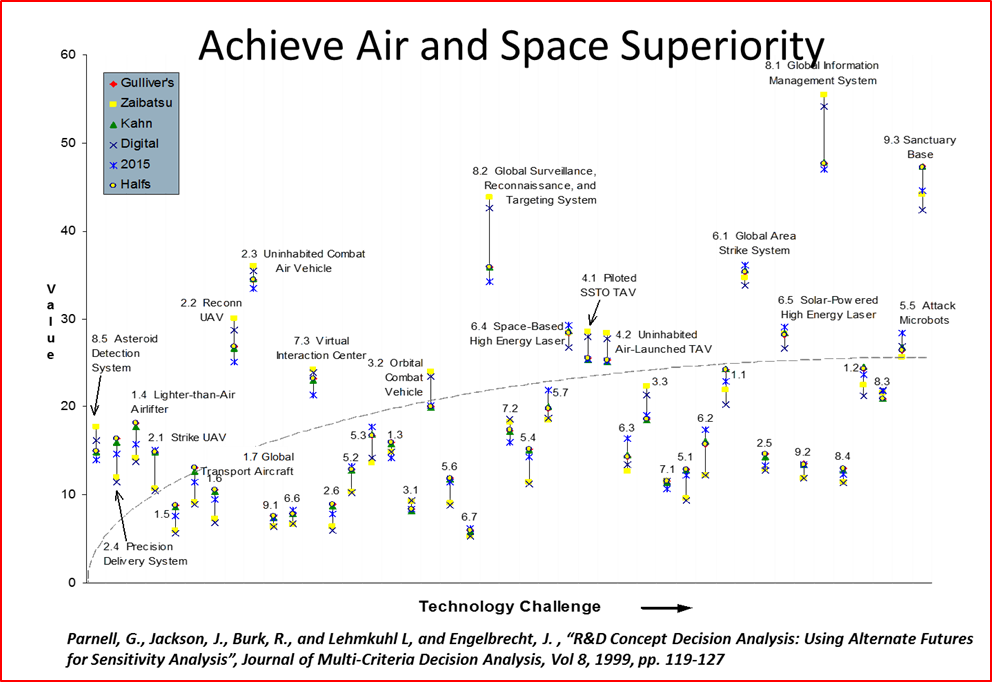 Achieve Air and Space Superiority
60
50
40
30
20
10
0
Value
Gulliver's
Zaibatsu
Kahn
Digital
2015
Halfs
8.1 Global Information
Management System
9.3 Sanctuary
Base
8.2 Global Surveillance,
Reconnaissance, and
Targeting System
6.1 Global Area
Strike System
2.3 Uninhabited Combat
Air Vehicle
4.1 Piloted
SSTO TAV
2.2 Reconn
UAV
6.5 Solar-Powered
High Energy Laser
5.5 Attack
Microbots
6.4 Space-Based
High Energy Laser
4.2 Uninhabited
Air-Launched TAV
8.5 Asteroid
Detection
System
7.3 Virtual
Interaction Center
3.2 Orbital
Combat
Vehicle
1.4 Lighter-than-Air
Airlifter
2.1 Strike UAV
1.7 Global
Transport Aircraft
2.4 Precision
Delivery System
1.5
1.6
9.1
6.6
2.6
5.2
5.3
1.3
3.1
5.6
6.7
7.2
5.4
5.7
6.3
3.3
7.1
5.1
6.2
1.1
2.5
9.2
8.4
1.2
8.3
Technology Challenge
Parnell, G., Jackson, J., Burk, R., and Lehmkuhl L, and Engelbrecht, J. , “R&D Concept Decision Analysis: Using Alternate Futures
for Sensitivity Analysis”, Journal of Multi-Criteria Decision Analysis, Vol 8, 1999, pp. 119-127